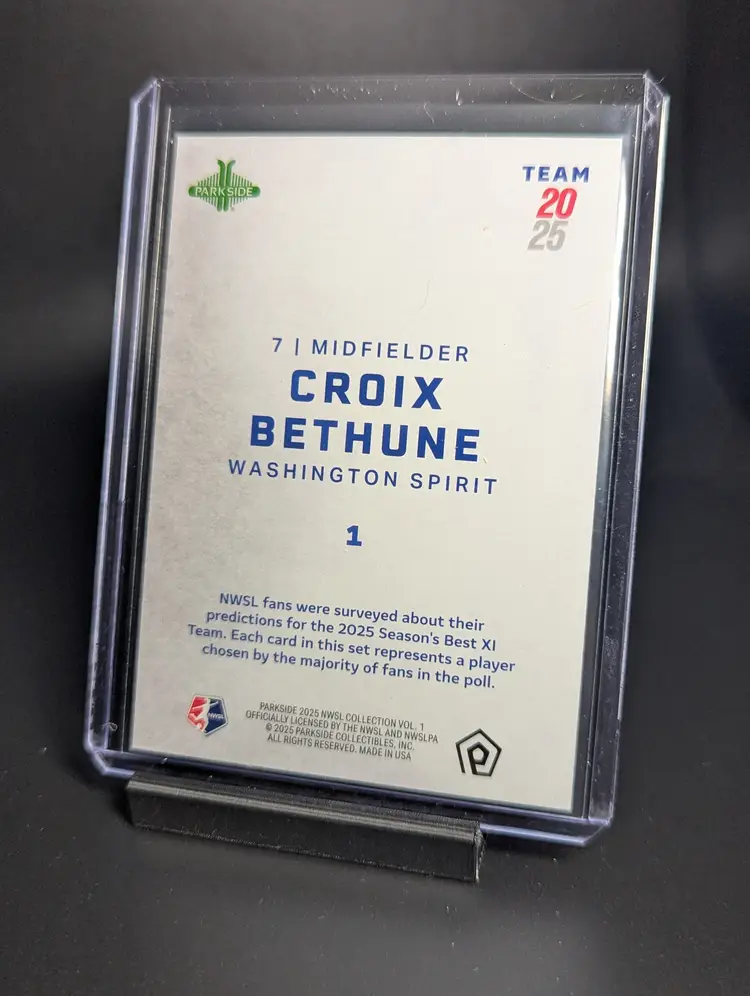 PARKSIDE
TEAM
20
25
7 | MIDFIELDER
CROIX
BETHUNE
WASHINGTON SPIRIT
1
NWSL fans were surveyed about their
predictions for the 2025 Season's Best XI
Team. Each card in this set represents a player
chosen by the majority of fans in the poll.
NWSL
PARKSIDE 2025 NWSL COLLECTION VOL. 1
OFFICIALLY LICENSED BY THE NWSL AND NWSLPA
© 2025 PARKSIDE COLLECTIBLES, INC.
ALL RIGHTS RESERVED. MADE IN USA